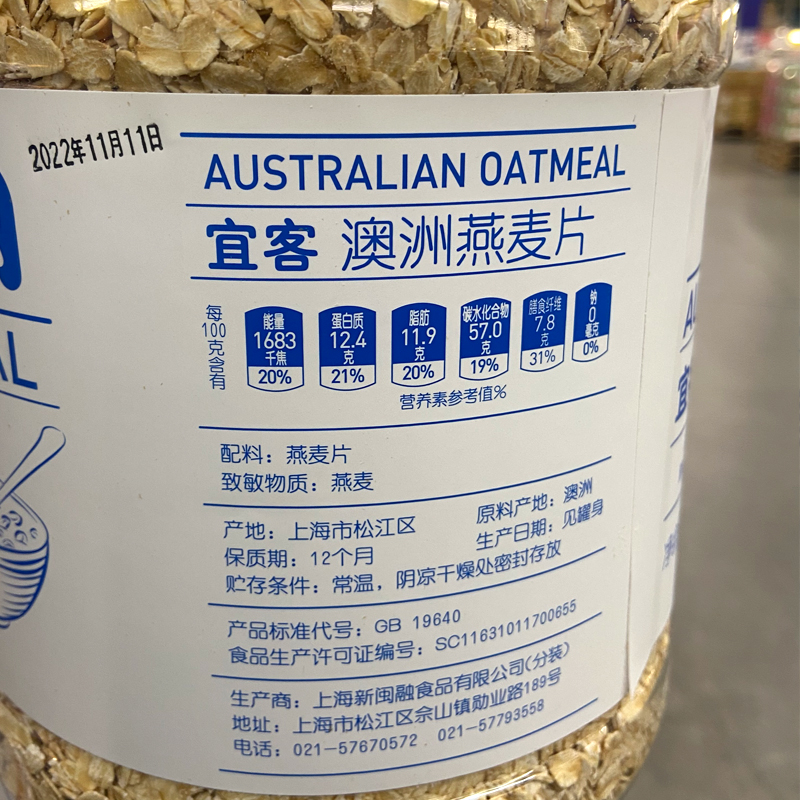 2022年11月11日
AUSTRALIAN OATMEAL
宜客 澳洲燕麦片
每100克含有
能量 1683 千焦 20%
蛋白质 12.4 克 21%
脂肪 11.9 克 20%
碳水化合物 57.0 克 19%
膳食纤维 7.8 克 31%
钠 0 毫克 0%
营养素参考值%
配料：燕麦片
致敏物质：燕麦
产地：上海市松江区
原料产地：澳洲
保质期：12个月
生产日期：见罐身
贮存条件：常温，阴凉干燥处密封存放
产品标准代号：GB 19640
食品生产许可证编号：SC11631011700655
生产商：上海新闽融食品有限公司(分装)
地址：上海市松江区佘山镇勋业路189号
电话：021-57670572 021-57793558
AL